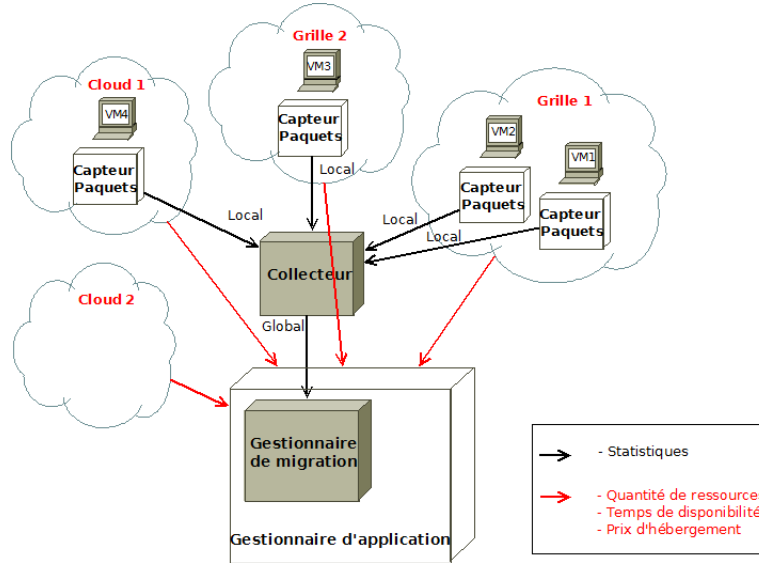 Grille 2
VM3
Cloud 1
Grille 1
VM4
VM2
Capteur
Paquets
VM1
Capteur
Paquets
Capteur
Paquets
Local
Capteur
Paquets
Local
Local
Local
Collecteur
Cloud 2
Global
Gestionnaire
de migration
- Statistiques
- Quantité de ressources
- Temps de disponibilité
- Prix d'hébergement
Gestionnaire d'application